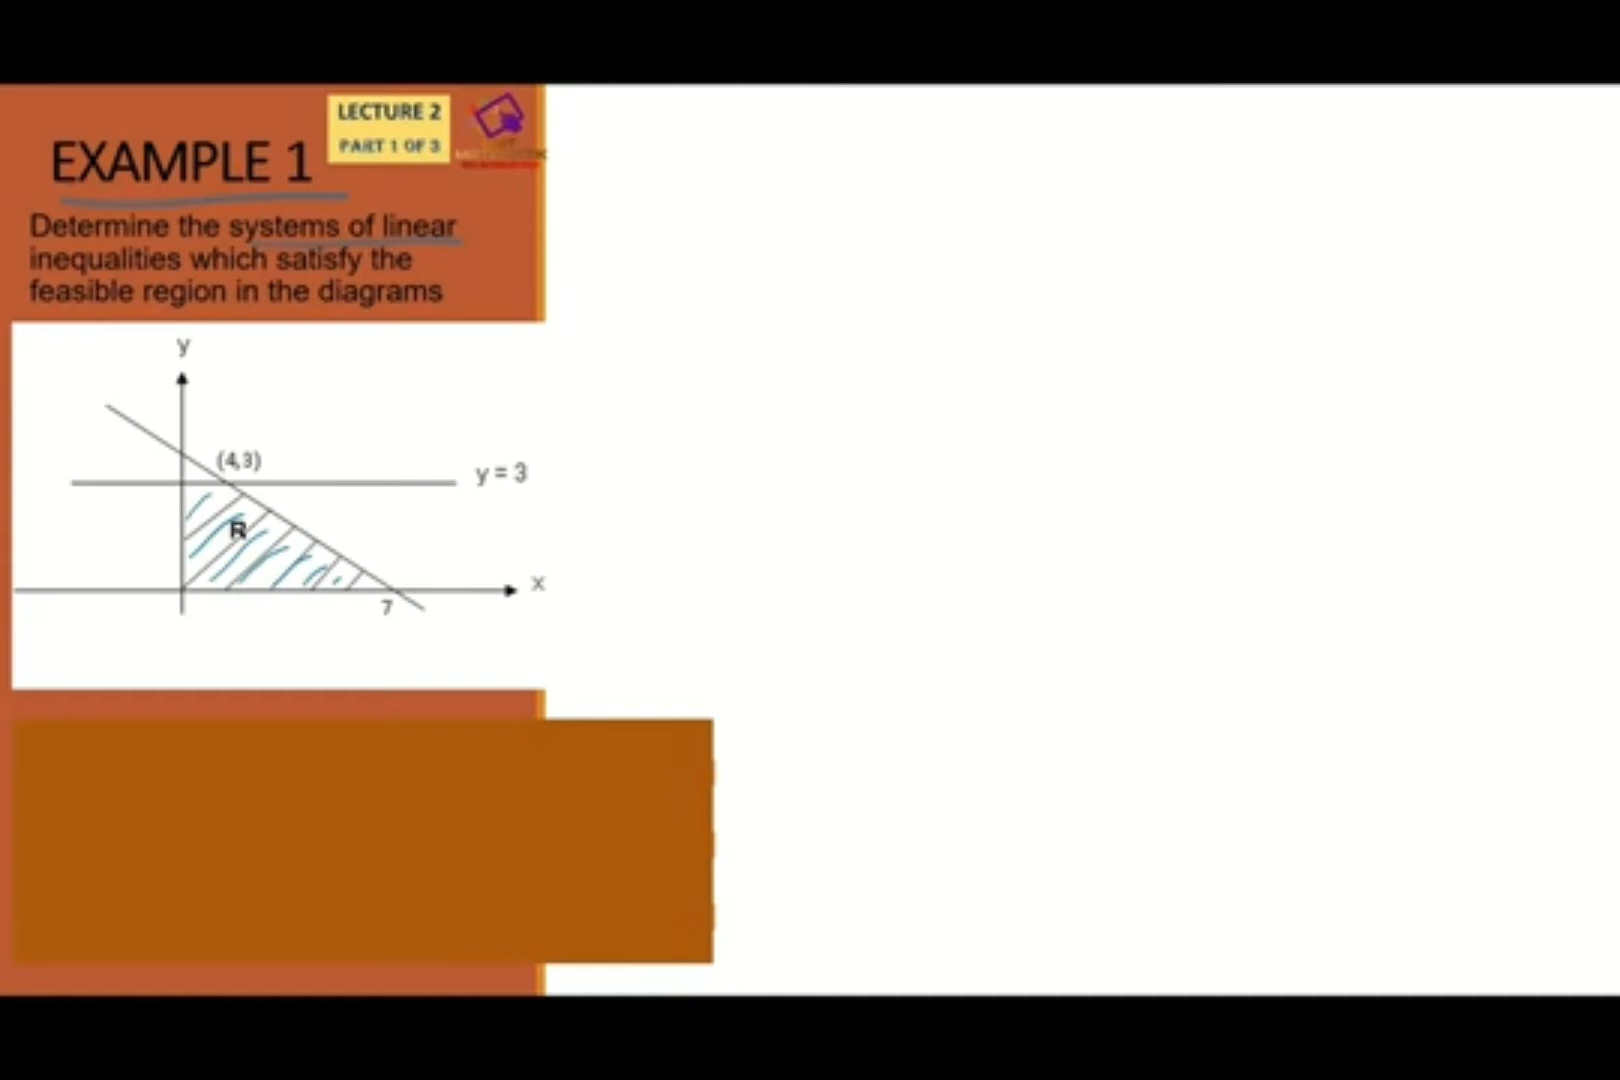 LECTURE 2
PART 1 OF 3
EXAMPLE 1
Determine the systems of linear
inequalities which satisfy the
feasible region in the diagrams
y
(4,3)
y = 3
R
x
7